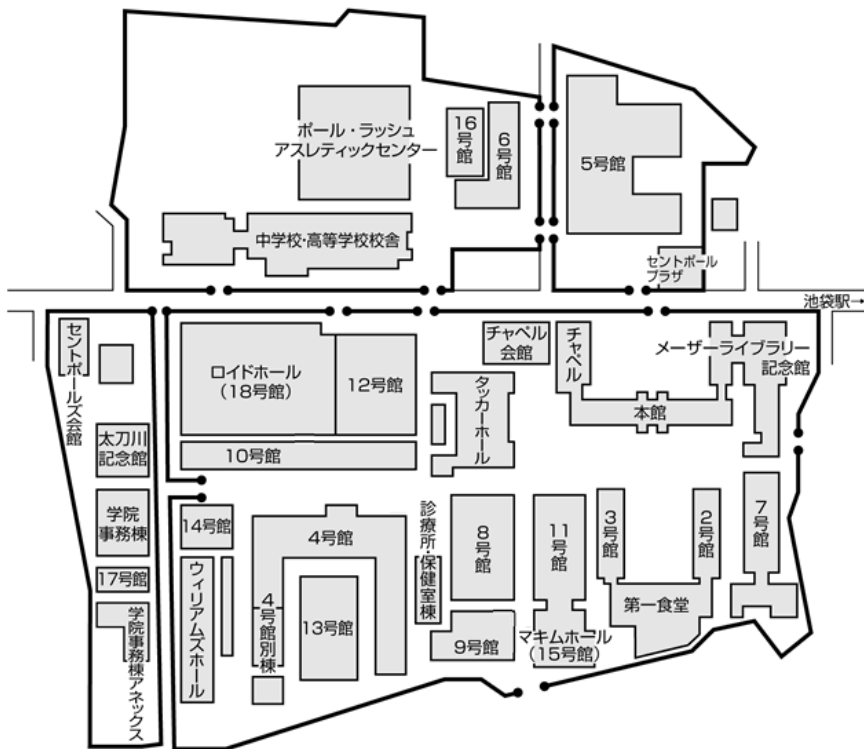 ポール・ラッシュ
アスレティックセンター
16号館
6号館
5号館
中学校・高等学校校舎
セントポール
プラザ
池袋駅→
セントポールズ会館
ロイドホール
(18号館)
12号館
チャペル
会館
チャペル
メーザーライブラリー
記念館
タッカーホール
本館
太刀川
記念館
10号館
学院
事務棟
14号館
4号館
診療所・保健室棟
8号館
11号館
3号館
2号館
7号館
17号館
ウィリアムズホール
4号館別棟
13号館
第一食堂
学院事務棟アネックス
9号館
マキムホール
(15号館)